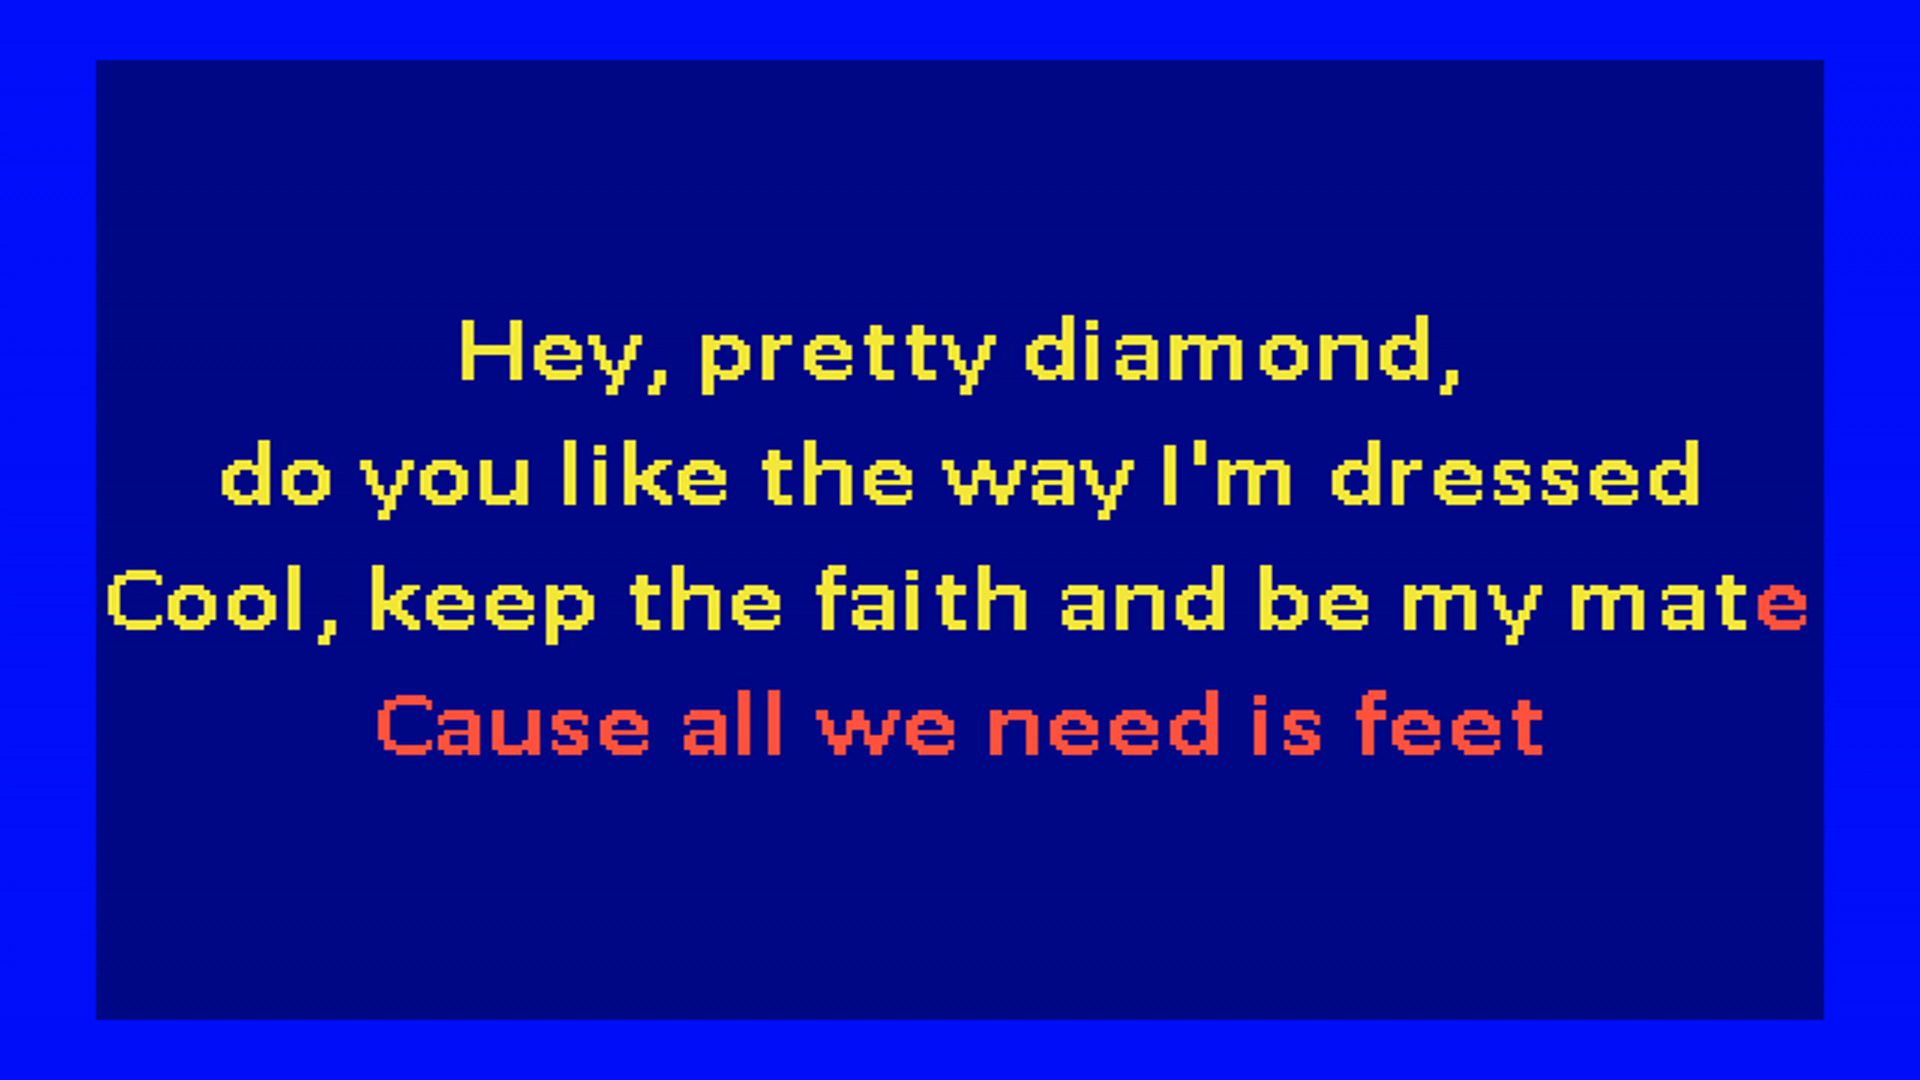 Hey, pretty diamond,
do you like the way I'm dressed
Cool, keep the faith and be my mate
Cause all we need is feet